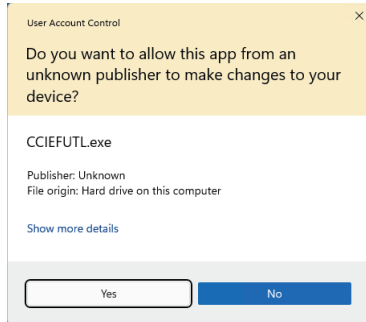 User Account Control
Do you want to allow this app from an
unknown publisher to make changes to your
device?
CCIEFUTL.exe
Publisher: Unknown
File origin: Hard drive on this computer
Show more details
Yes
No